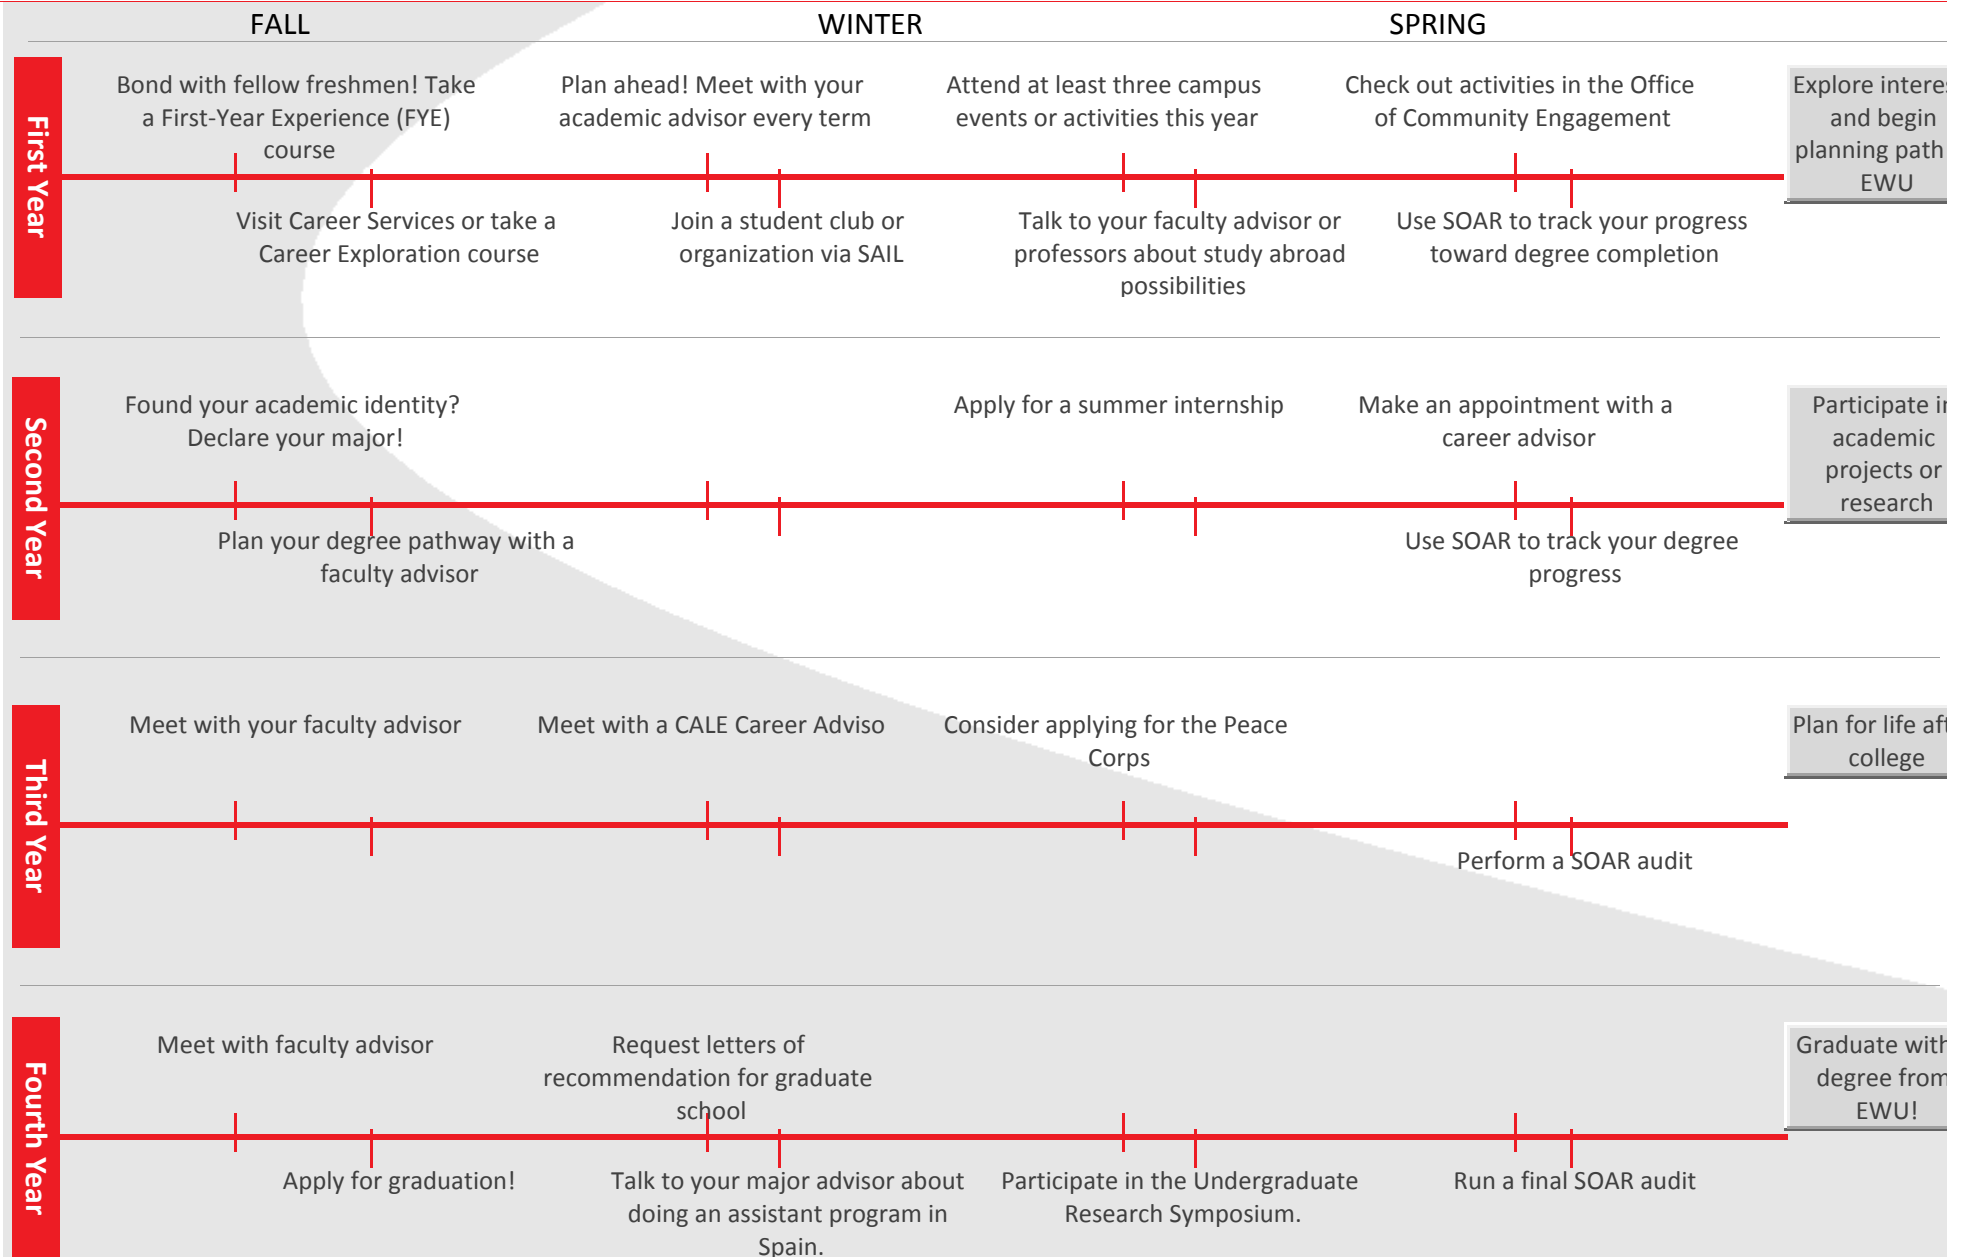 FALL
WINTER
SPRING
First Year
Bond with fellow freshmen! Take
a First-Year Experience (FYE)
course
Plan ahead! Meet with your
academic advisor every term
Attend at least three campus
events or activities this year
Check out activities in the Office
of Community Engagement
Explore interes
and begin
planning path
EWU
Visit Career Services or take a
Career Exploration course
Join a student club or
organization via SAIL
Talk to your faculty advisor or
professors about study abroad
possibilities
Use SOAR to track your progress
toward degree completion
Second Year
Found your academic identity?
Declare your major!
Apply for a summer internship
Make an appointment with a
career advisor
Participate in
academic
projects or
research
Plan your degree pathway with a
faculty advisor
Use SOAR to track your degree
progress
Third Year
Meet with your faculty advisor
Meet with a CALE Career Adviso
Consider applying for the Peace
Corps
Plan for life aft
college
Perform a SOAR audit
Fourth Year
Meet with faculty advisor
Request letters of
recommendation for graduate
school
Graduate with
degree from
EWU!
Apply for graduation!
Talk to your major advisor about
doing an assistant program in
Spain.
Participate in the Undergraduate
Research Symposium.
Run a final SOAR audit